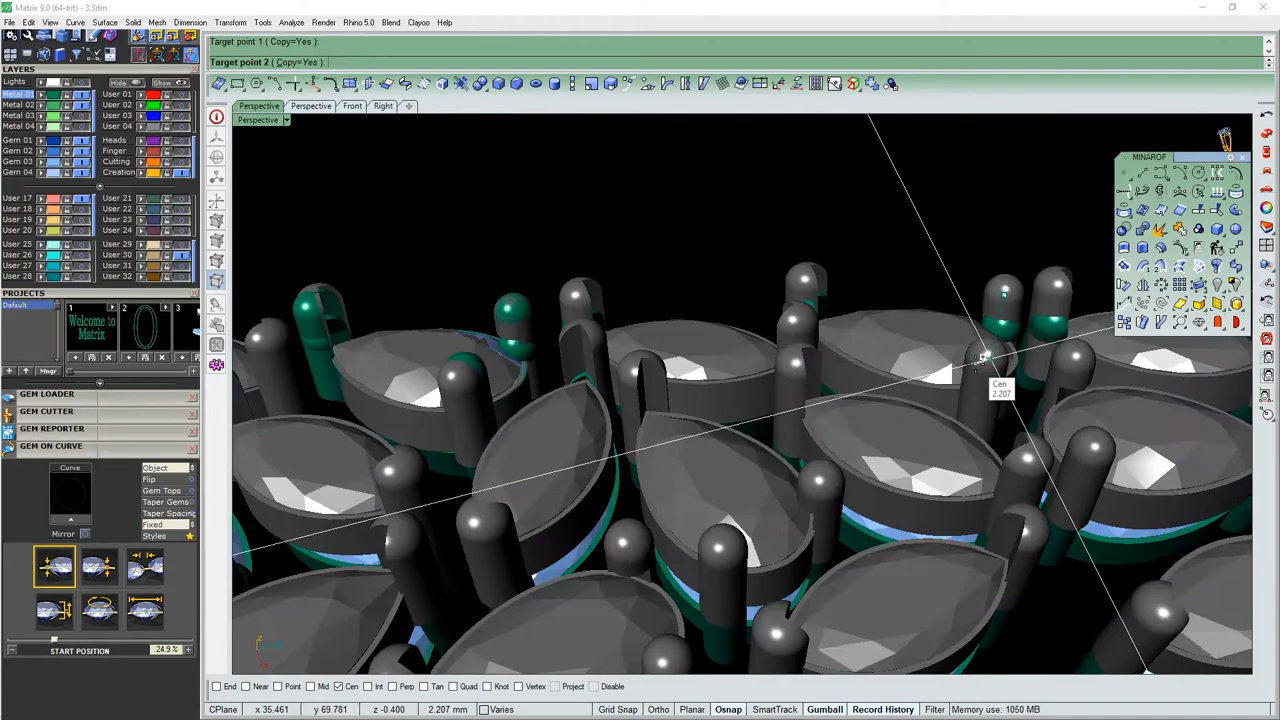 Matrix 9.0 (64-bit) - 3.3dm
File Edit View Curve Surface Solid Mesh Dimension Transform Tools Analyze Render Rhino 5.0 Blend Clayoo Help
Target point 1 ( Copy=Yes ):
Target point 2 ( Copy=Yes ):
LAYERS
Lights Hide Show
Metal 01 User 01
Metal 02 User 02
Metal 03 User 03
Metal 04 User 04
Gem 01 Heads
Gem 02 Finger
Gem 03 Cutting
Gem 04 Creation
User 17 User 21
User 18 User 22
User 19 User 23
User 20 User 24
User 25 User 29
User 26 User 30
User 27 User 31
User 28 User 32
PROJECTS
Default
1 2 3
Welcome to Matrix
Mngr
GEM LOADER
GEM CUTTER
GEM REPORTER
GEM ON CURVE
Curve
Object
Flip
Gem Tops
Taper Gems
Taper Spacing
Fixed
Mirror
Styles
START POSITION 24.9 %
Perspective Perspective Front Right
Perspective
MINAROF
Cen
2.207
End Near Point Mid Cen Int Perp Tan Quad Knot Vertex Project Disable
CPlane x 35.461 y 69.781 z -0.400 2.207 mm Varies Grid Snap Ortho Planar Osnap SmartTrack Gumball Record History Filter Memory use: 1050 MB